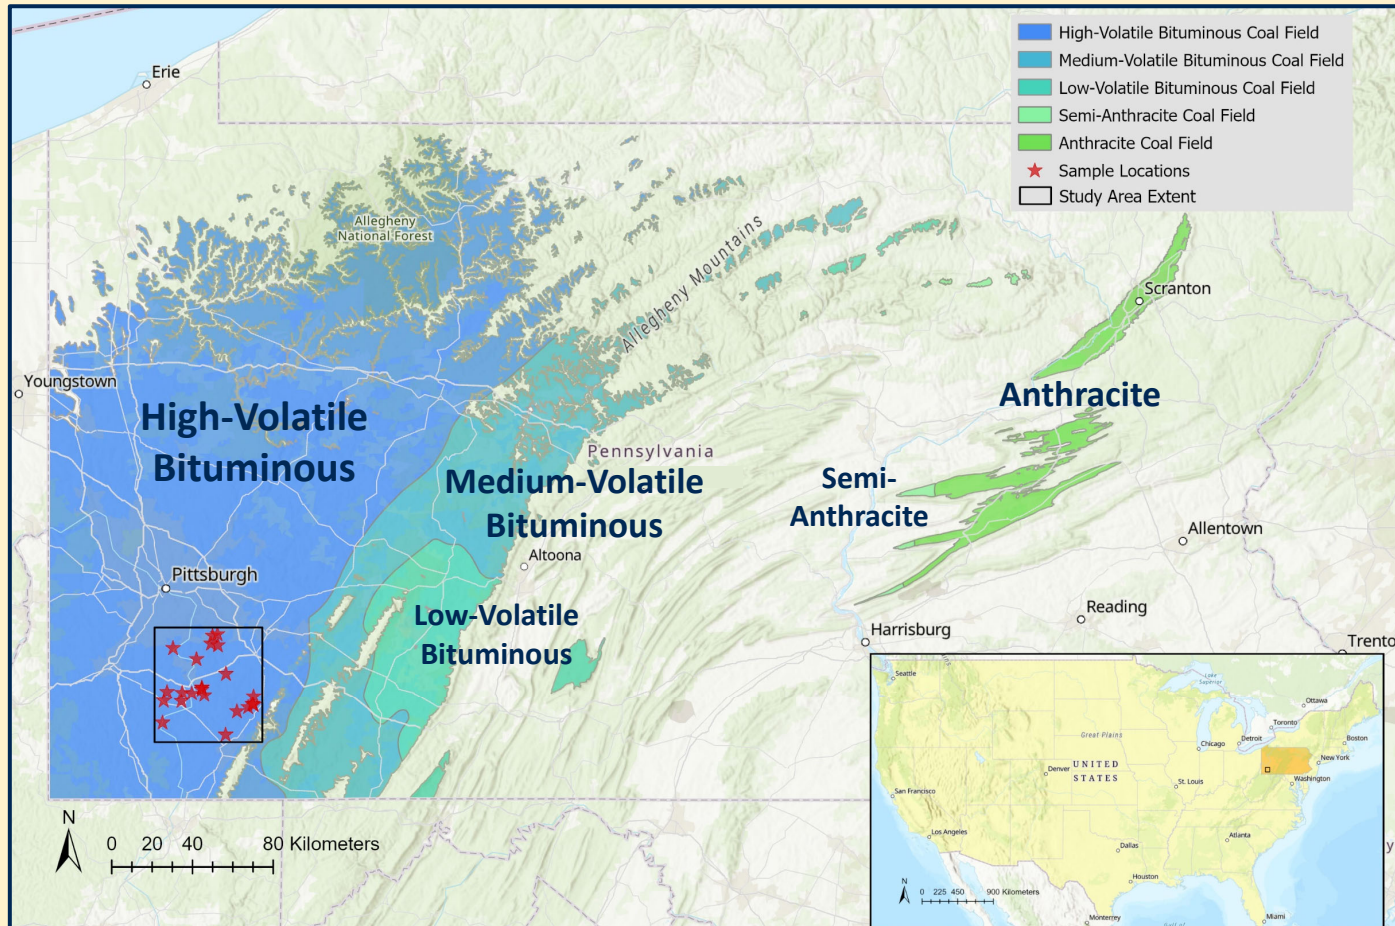 High-Volatile Bituminous Coal Field
Medium-Volatile Bituminous Coal Field
Low-Volatile Bituminous Coal Field
Semi-Anthracite Coal Field
Anthracite Coal Field
Sample Locations
Study Area Extent
Erie
Allegheny
National Forest
Allegheny Mountains
Scranton
Youngstown
High-Volatile
Bituminous
Anthracite
Pennsylvania
Medium-Volatile
Bituminous
Semi-
Anthracite
Allentown
Altoona
Pittsburgh
Low-Volatile
Bituminous
Reading
Harrisburg
Trento
N
0 20 40 80 Kilometers
Seattle
Lake
Superior
Ottawa
Toronto
Great Plains
Chicago
Detroit
Boston
New York
Denver
UNITED
STATES
St. Louis
Washington
San Francisco
Los Angeles
Atlanta
Dallas
Houston
N
0 225 450 900 Kilometers
Monterrey
Miami
y